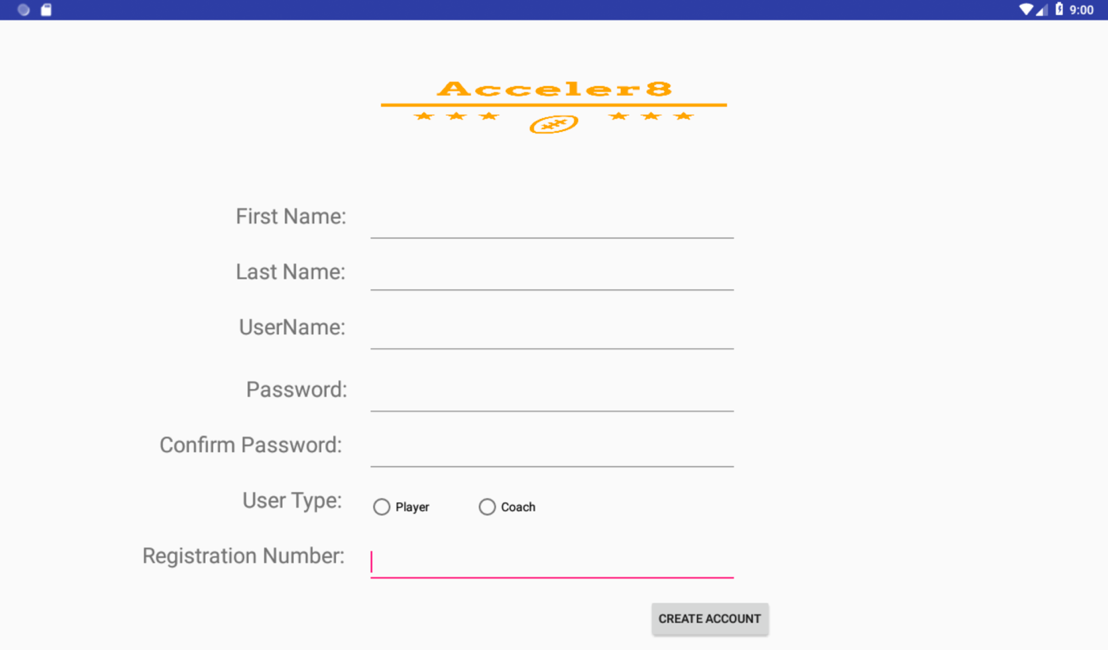 9:00
Acceler8
First Name:
Last Name:
UserName:
Password:
Confirm Password:
User Type: Player Coach
Registration Number:
CREATE ACCOUNT